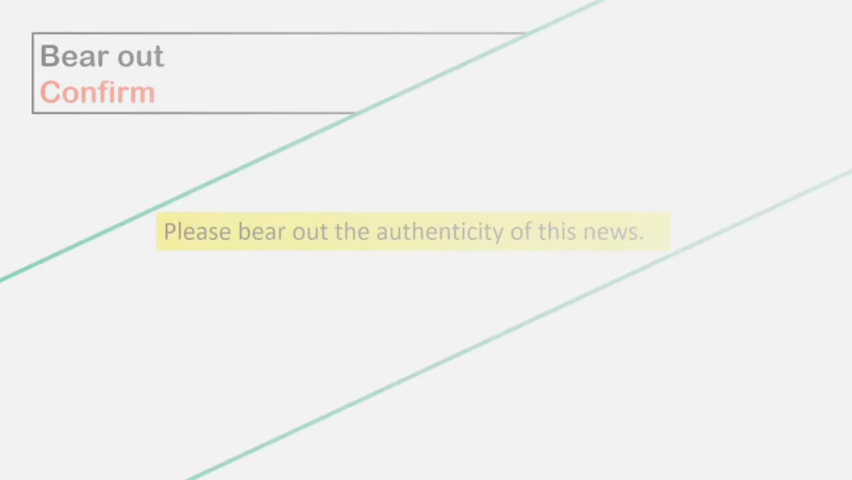 Bear out
Confirm
Please bear out the authenticity of this news.